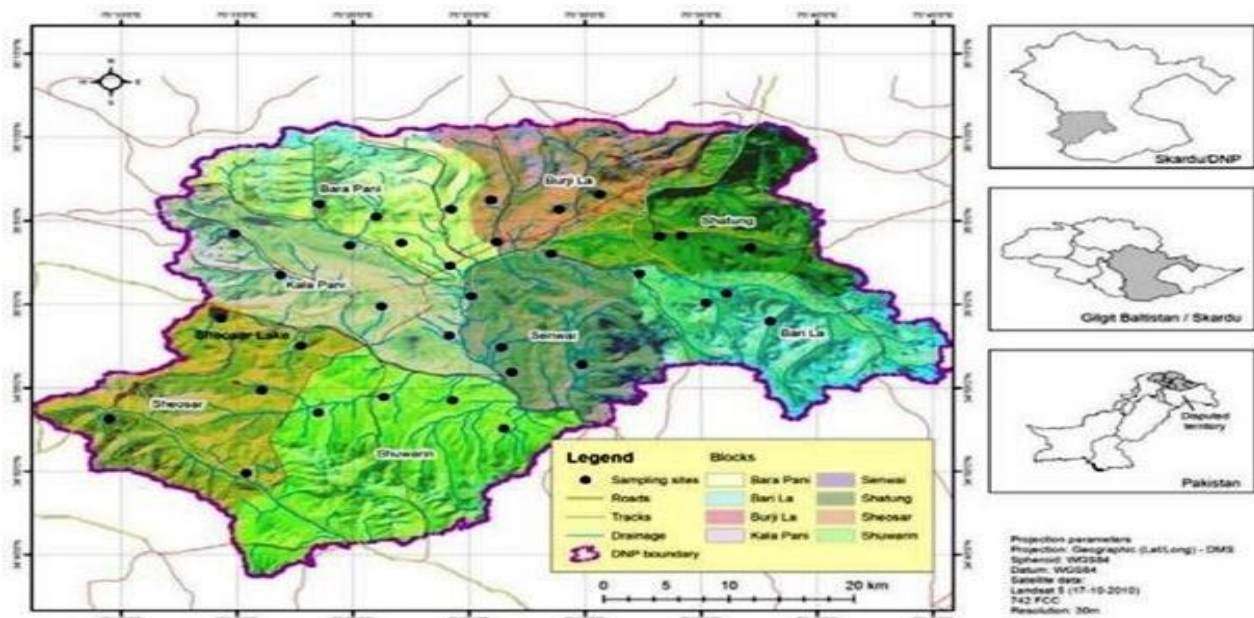 Bara Pani
Burji La
Shatung
Kala Pani
Sheosar Lake
Senwai
Bari La
Sheosar
Shuwarin
Legend
Sampling sites
Roads
Tracks
Drainage
DNP boundary
Blocks
Bara Pani
Bari La
Burji La
Kala Pani
Senwai
Shatung
Sheosar
Shuwarin
0 5 10 20 km
Skardu/DNP
Gilgit Baltistan / Skardu
Disputed
territory
Pakistan
Projection parameters
Projection: Geographic (Lat/Long) - DMS
Spheroid: WGS84
Datum: WGS84
Satellite data:
Landsat 5 (17-10-2010)
742 FCC
Resolution: 30m